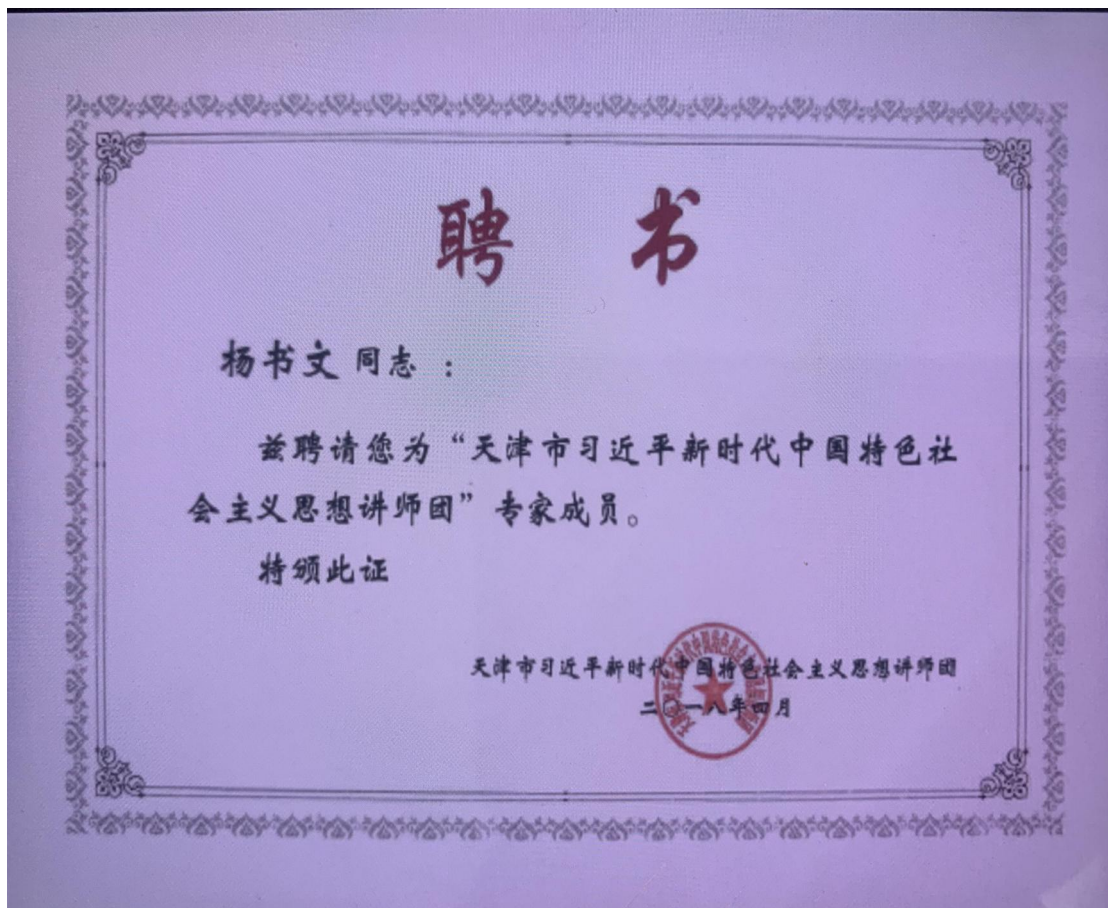 聘 书
杨书文 同志 ：
兹聘请您为“天津市习近平新时代中国特色社
会主义思想讲师团”专家成员。
特颁此证
天津市习近平新时代中国特色社会主义思想讲师团
二〇一八年四月